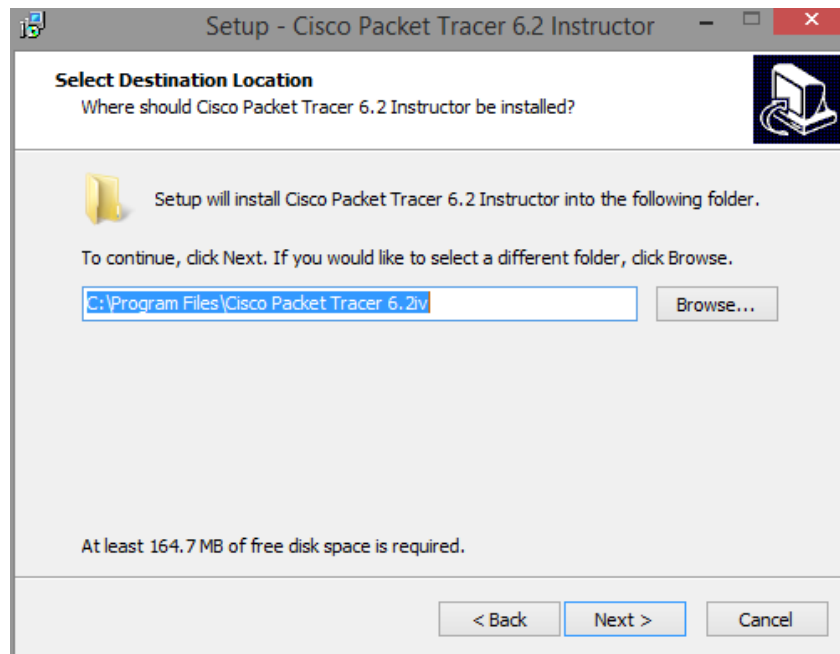 Setup - Cisco Packet Tracer 6.2 Instructor
Select Destination Location
Where should Cisco Packet Tracer 6.2 Instructor be installed?
Setup will install Cisco Packet Tracer 6.2 Instructor into the following folder.
To continue, click Next. If you would like to select a different folder, click Browse.
C:\Program Files\Cisco Packet Tracer 6.2iv
Browse...
At least 164.7 MB of free disk space is required.
< Back
Next >
Cancel